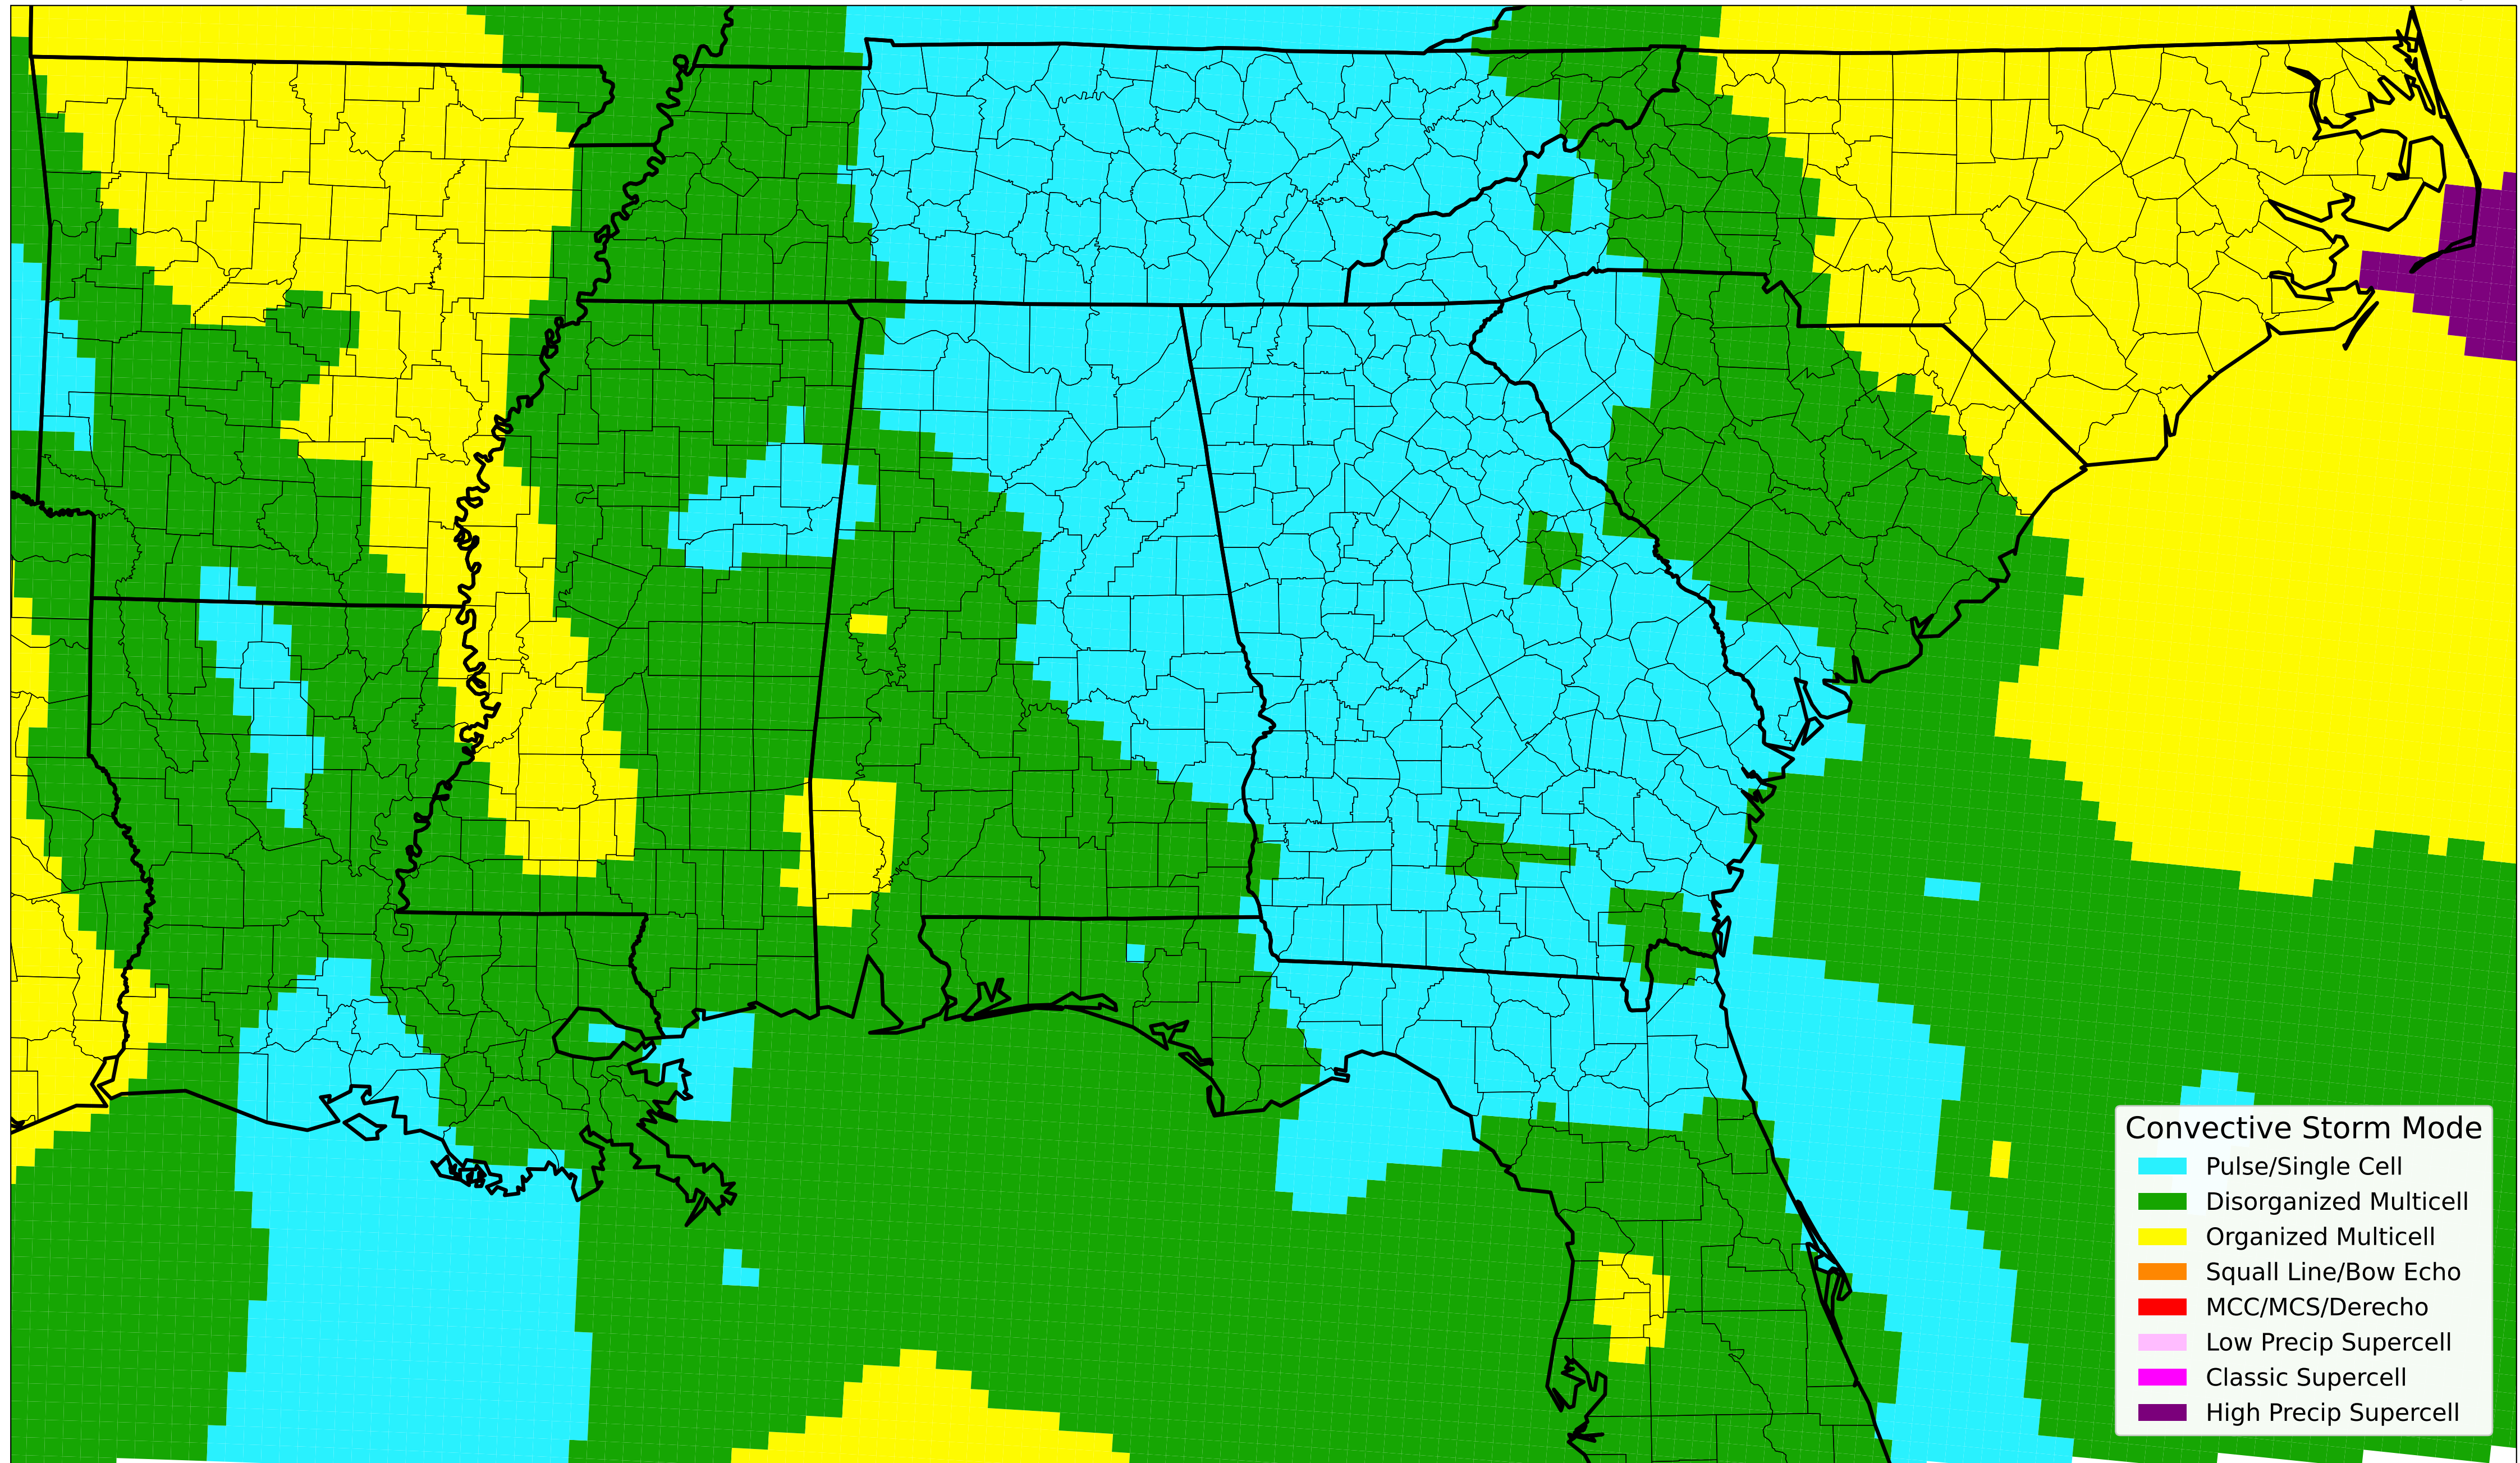 Convective Storm Mode
Pulse/Single Cell
Disorganized Multicell
Organized Multicell
Squall Line/Bow Echo
MCC/MCS/Derecho
Low Precip Supercell
Classic Supercell
High Precip Supercell